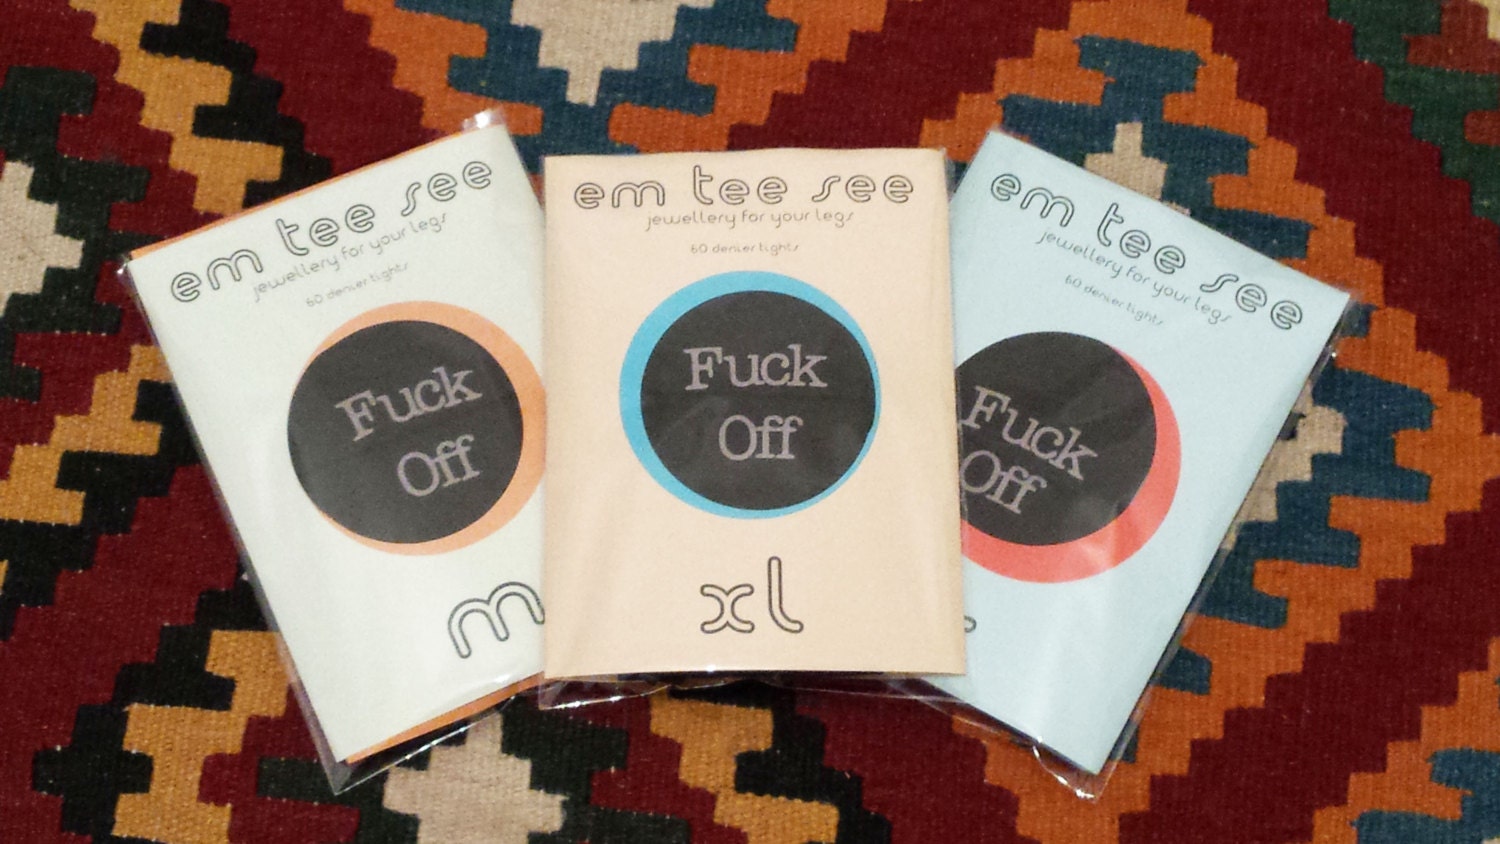 em tee see
jewellery for your legs
60 denier tights
Fuck
Off
m
em tee see
jewellery for your legs
60 denier tights
Fuck
Off
xl
em tee see
jewellery for your legs
60 denier tights
Fuck
Off